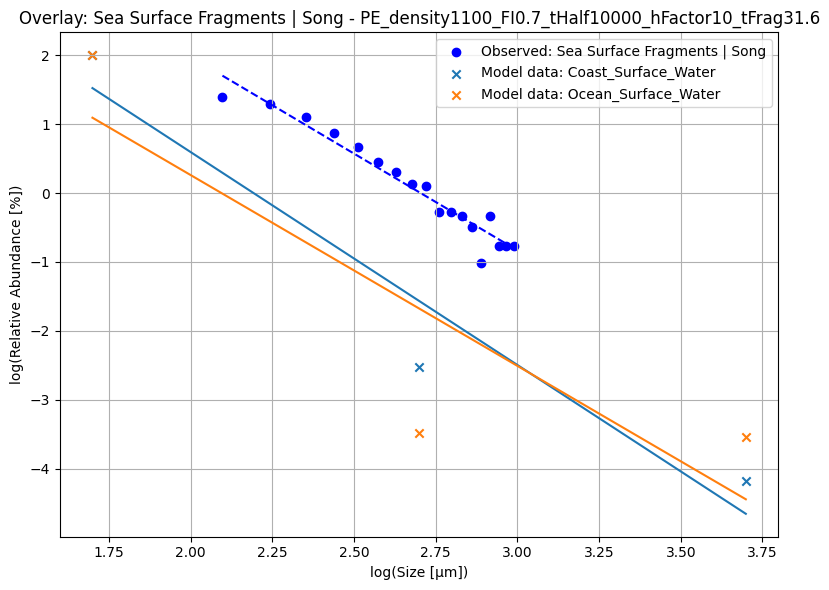 Overlay: Sea Surface Fragments | Song - PE_density1100_FI0.7_tHalf10000_hFactor10_tFrag31.6
Observed: Sea Surface Fragments | Song
Model data: Coast_Surface_Water
Model data: Ocean_Surface_Water
log(Relative Abundance [%])
2
1
0
−1
−2
−3
−4
1.75 2.00 2.25 2.50 2.75 3.00 3.25 3.50 3.75
log(Size [μm])